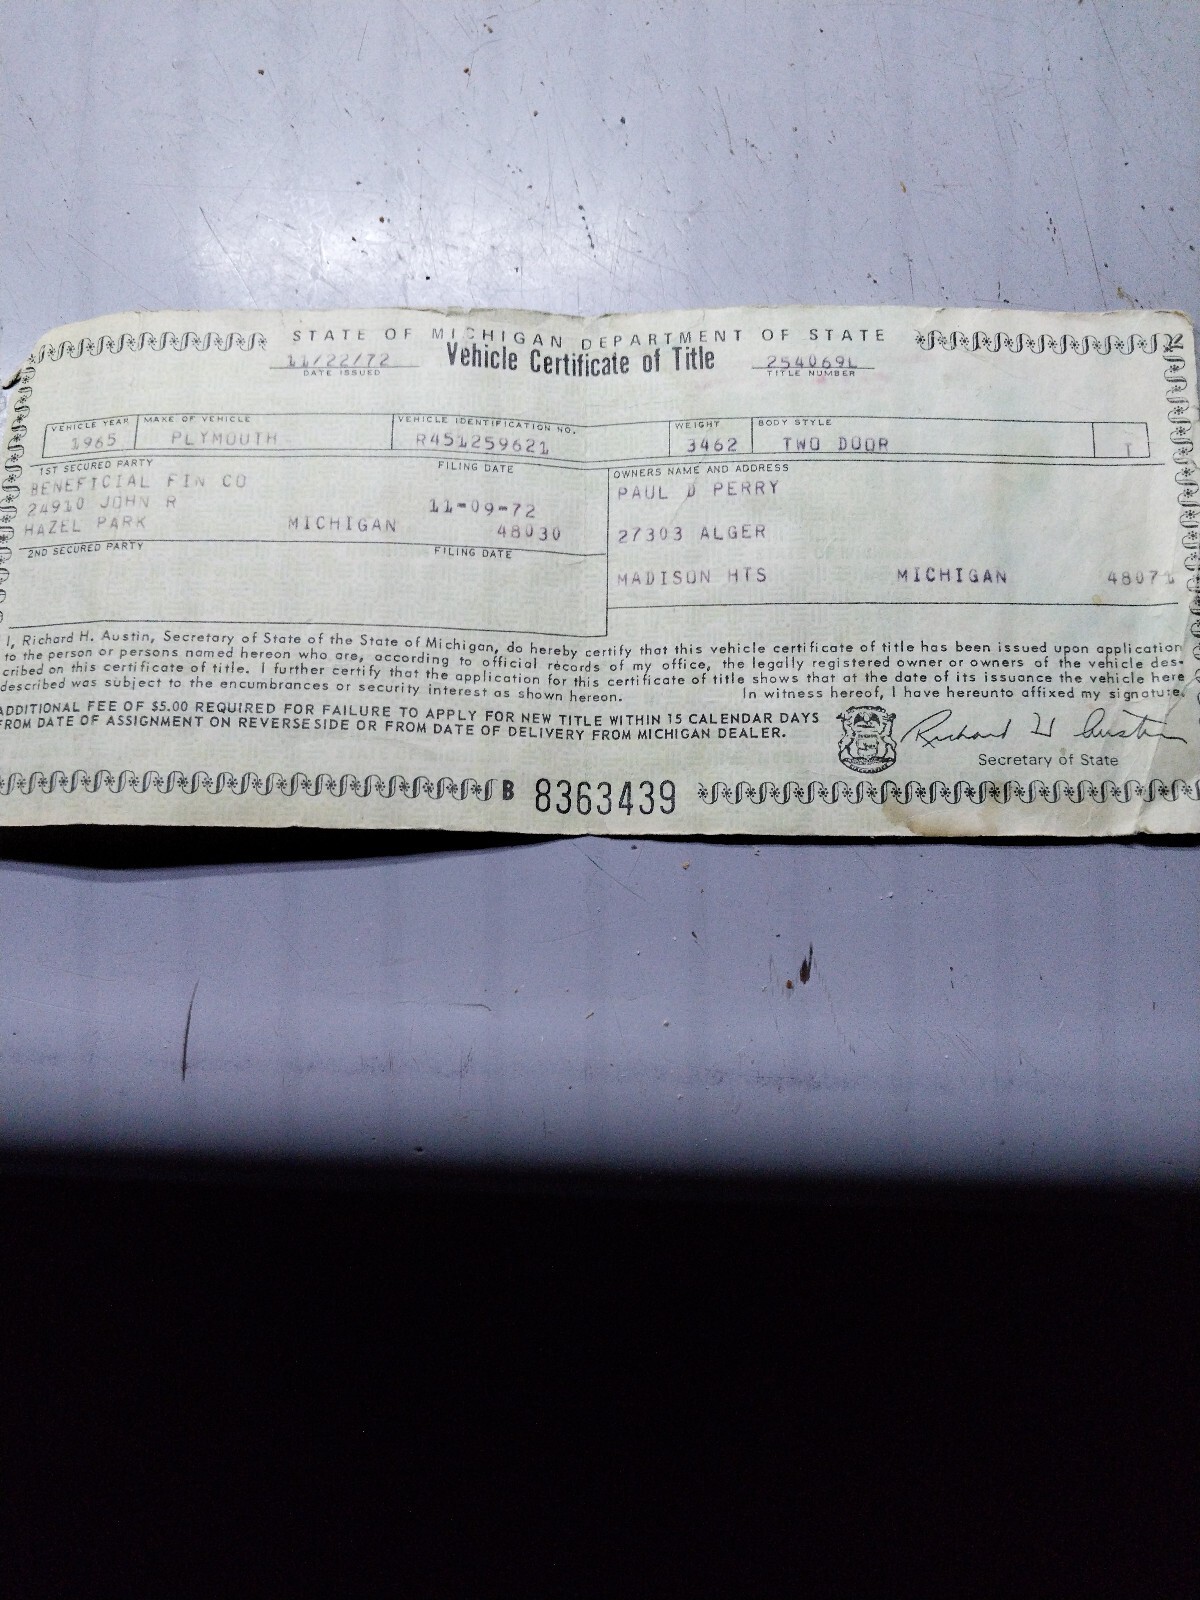 STATE OF MICHIGAN DEPARTMENT OF STATE
11/22/72 Vehicle Certificate of Title 254069L
DATE ISSUED TITLE NUMBER
VEHICLE YEAR MAKE OF VEHICLE VEHICLE IDENTIFICATION NO. WEIGHT BODY STYLE
1965 PLYMOUTH R451259621 3462 TWO DOOR T
1ST SECURED PARTY FILING DATE
BENEFICIAL FIN CO
24910 JOHN R 11-09-72
HAZEL PARK MICHIGAN 48030
2ND SECURED PARTY FILING DATE
OWNERS NAME AND ADDRESS
PAUL D PERRY
27303 ALGER
MADISON HTS MICHIGAN 48071
I, Richard H. Austin, Secretary of State of the State of Michigan, do hereby certify that this vehicle certificate of title has been issued upon application
to the person or persons named hereon who are, according to official records of my office, the legally registered owner or owners of the vehicle des-
cribed on this certificate of title. I further certify that the application for this certificate of title shows that at the date of its issuance the vehicle here
described was subject to the encumbrances or security interest as shown hereon. In witness hereof, I have hereunto affixed my signature.
ADDITIONAL FEE OF $5.00 REQUIRED FOR FAILURE TO APPLY FOR NEW TITLE WITHIN 15 CALENDAR DAYS
FROM DATE OF ASSIGNMENT ON REVERSE SIDE OR FROM DATE OF DELIVERY FROM MICHIGAN DEALER.
Richard H Austin
Secretary of State
B 8363439